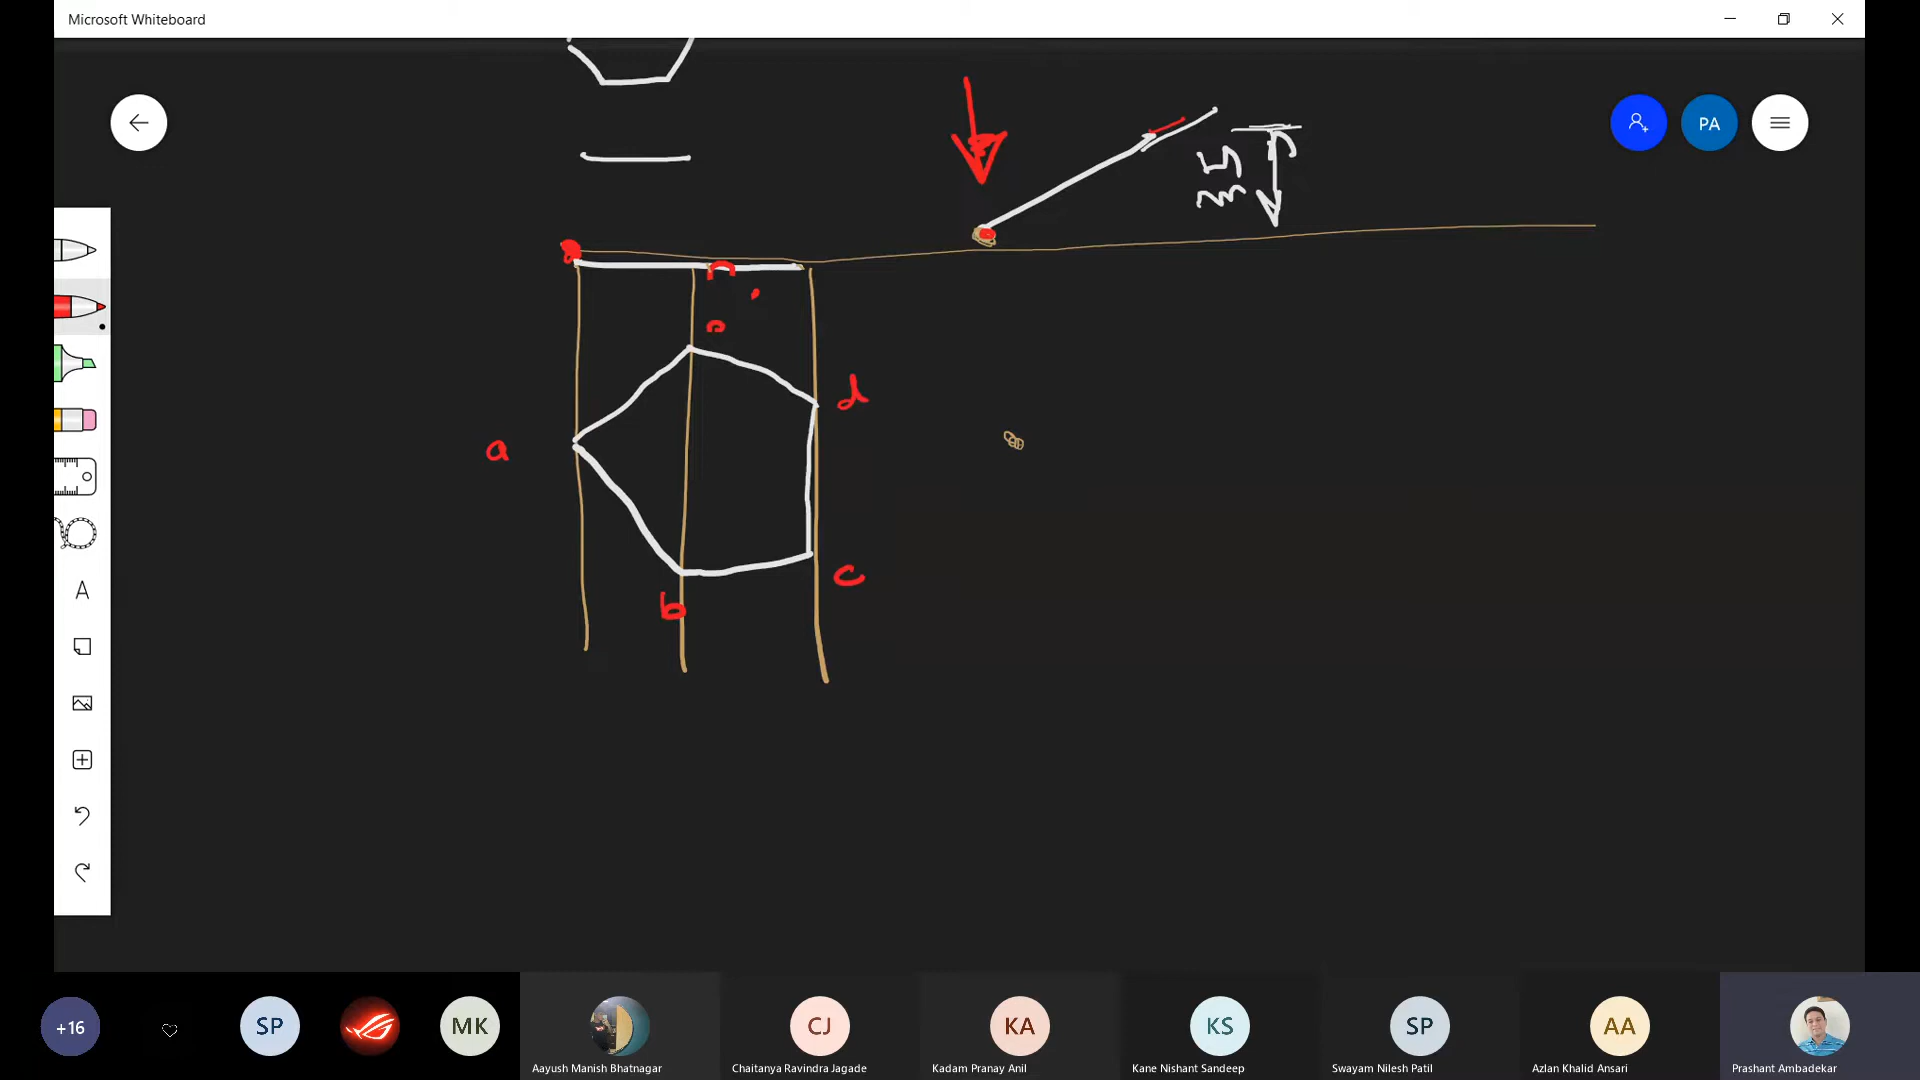 Microsoft Whiteboard
PA
d
a
c
b
A
+16
SP
MK
CJ
KA
KS
SP
AA
Aayush Manish Bhatnagar
Chaitanya Ravindra Jagade
Kadam Pranay Anil
Kane Nishant Sandeep
Swayam Nilesh Patil
Azlan Khalid Ansari
Prashant Ambadekar